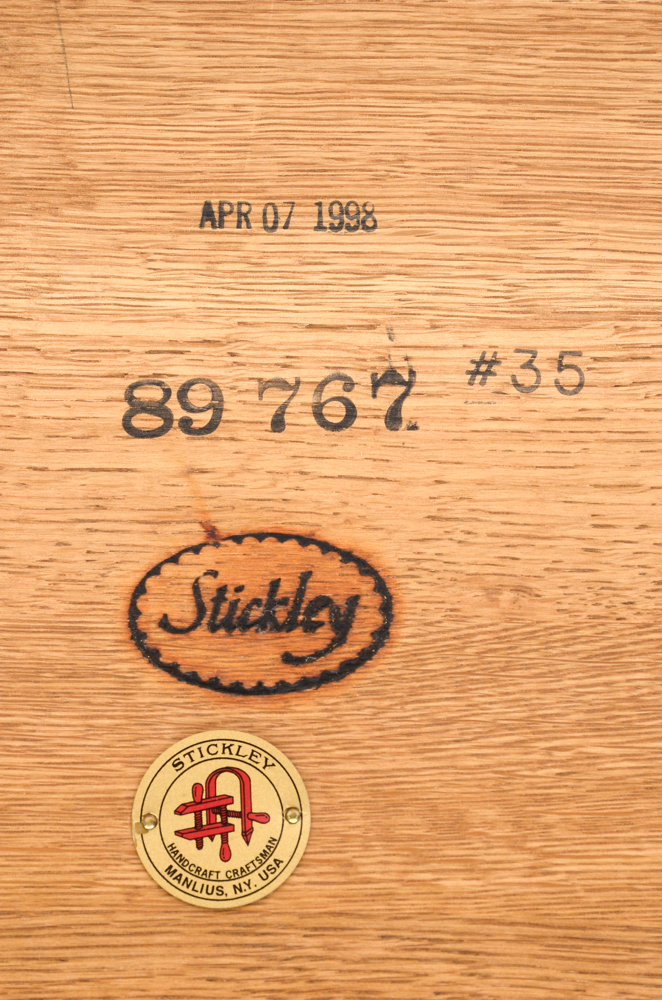 APR 07 1998
89 767 #35
Stickley
STICKLEY
HANDCRAFT CRAFTSMAN
MANLIUS, N.Y. USA